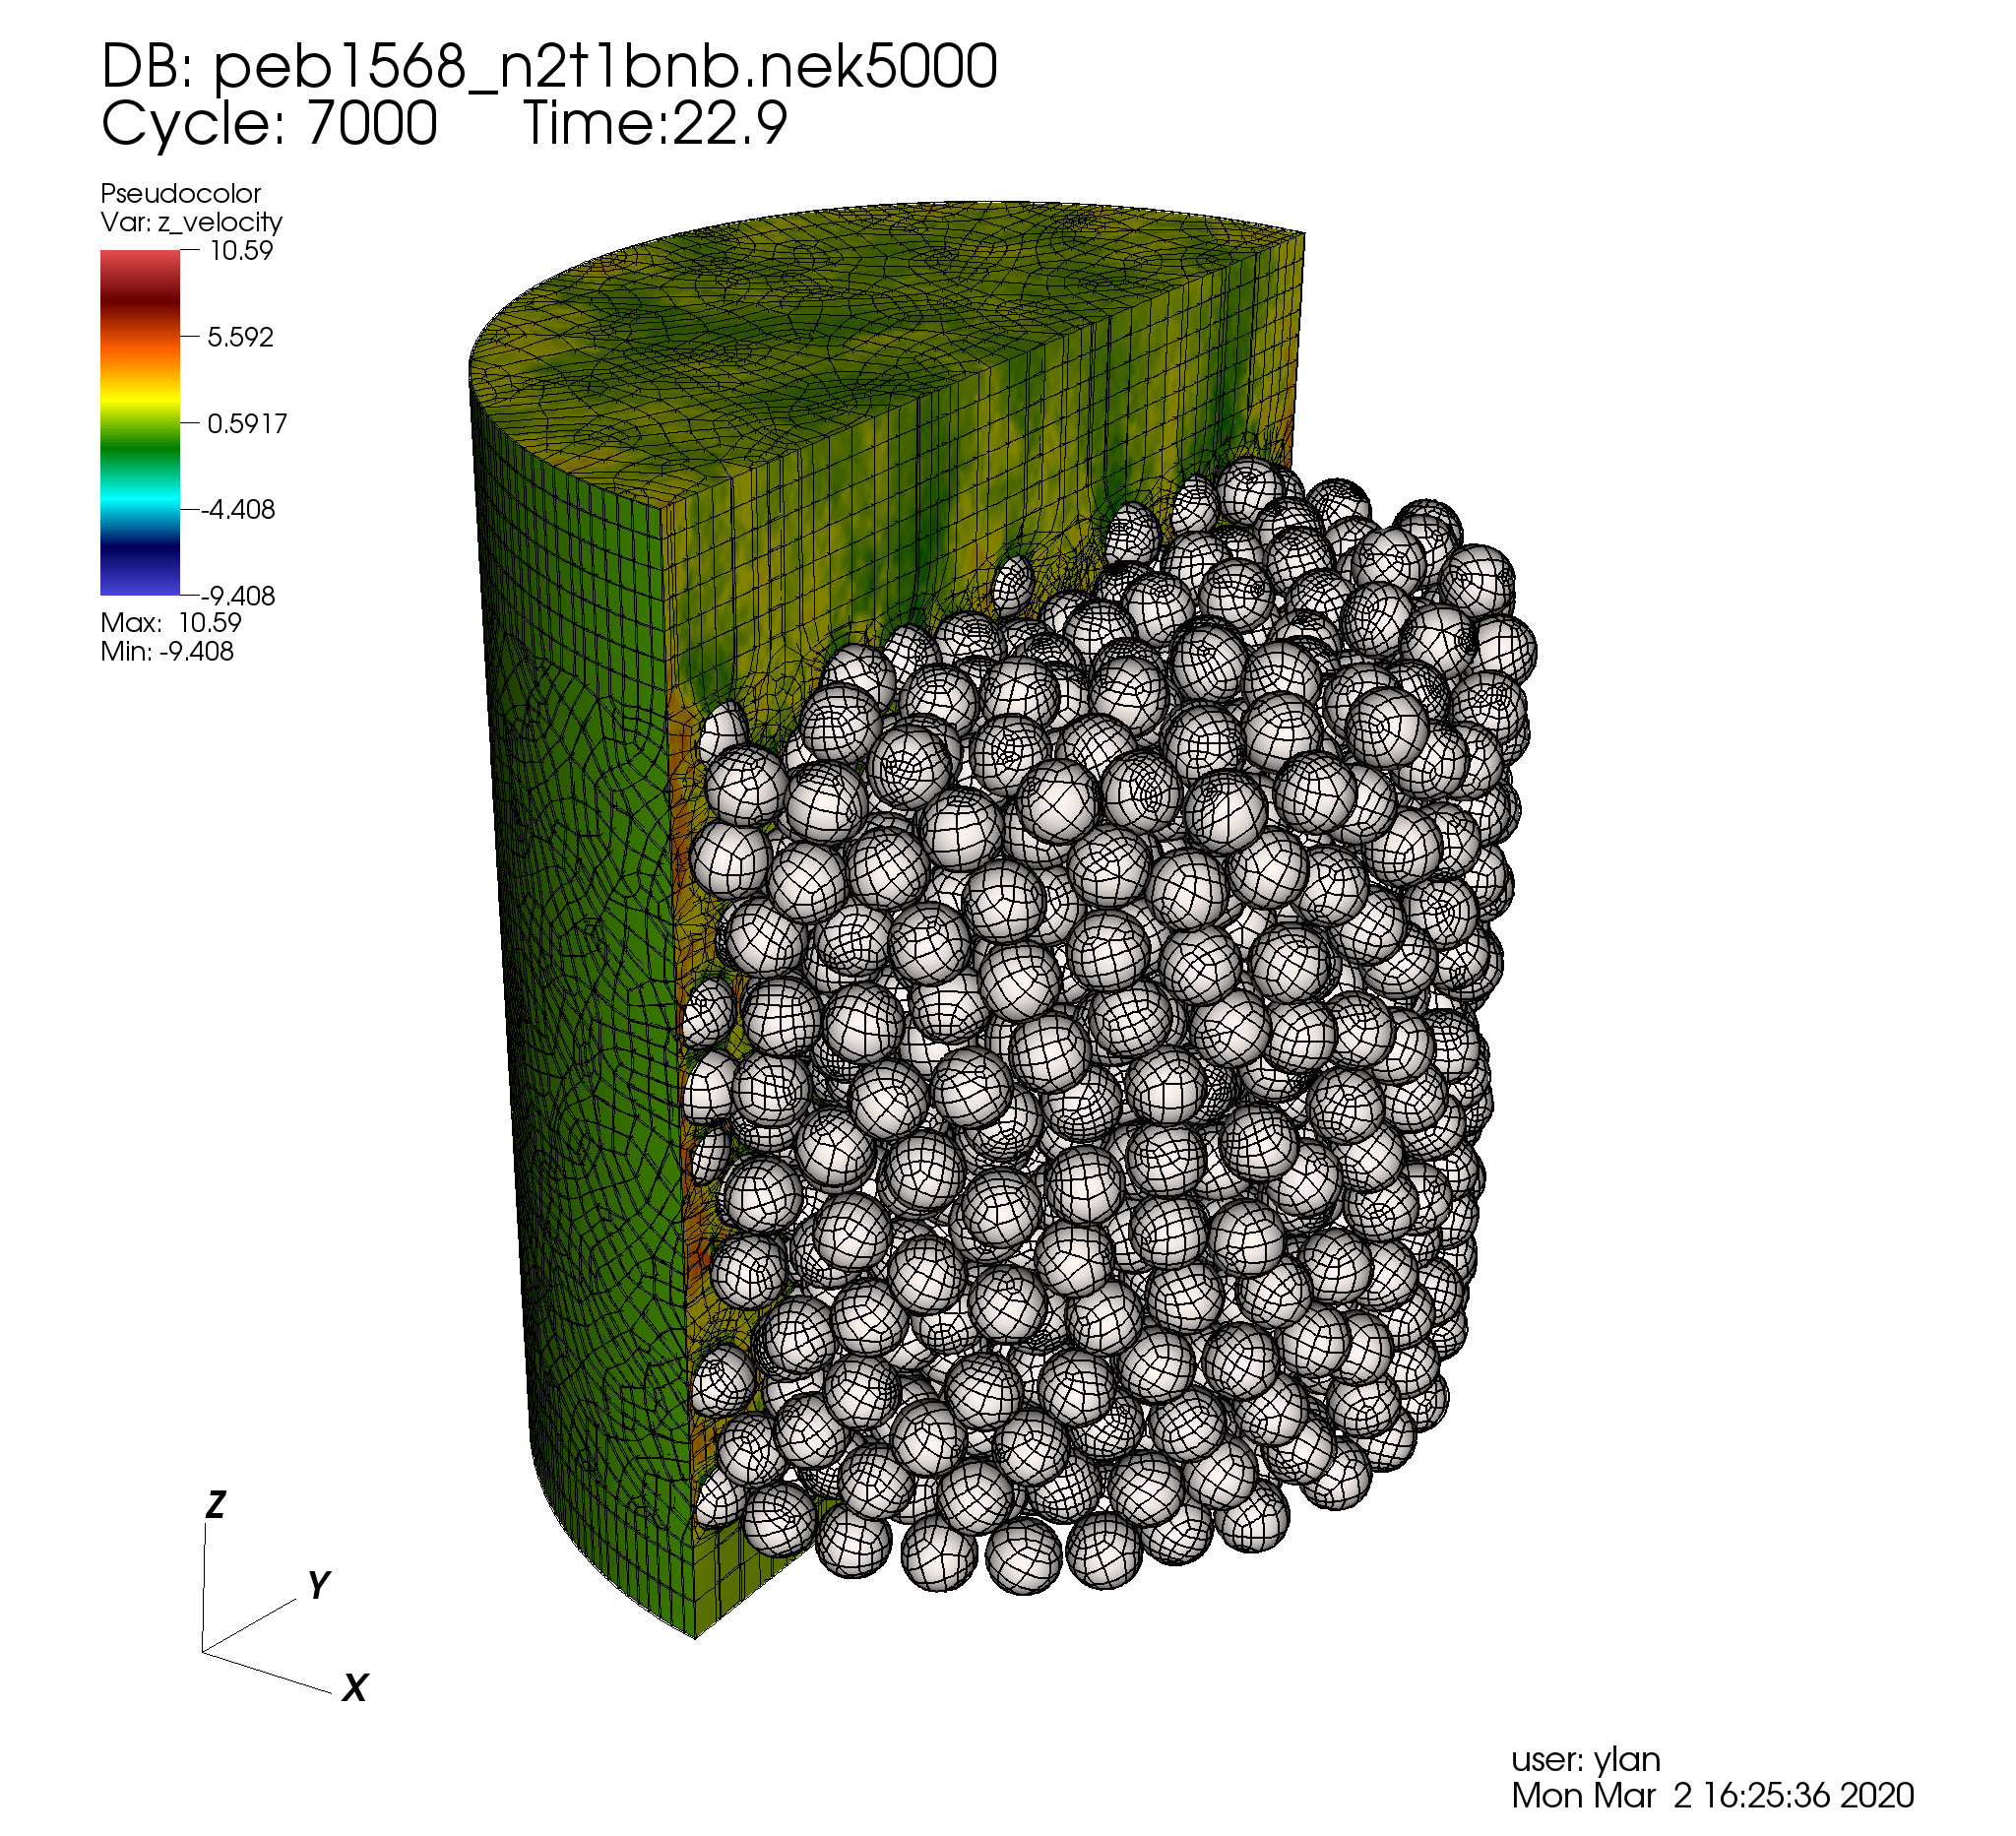 DB: peb1568_n2t1bnb.nek5000
Cycle: 7000 Time:22.9
Pseudocolor
Var: z_velocity
10.59
5.592
0.5917
-4.408
-9.408
Max: 10.59
Min: -9.408
Z
Y
X
user: ylan
Mon Mar 2 16:25:36 2020